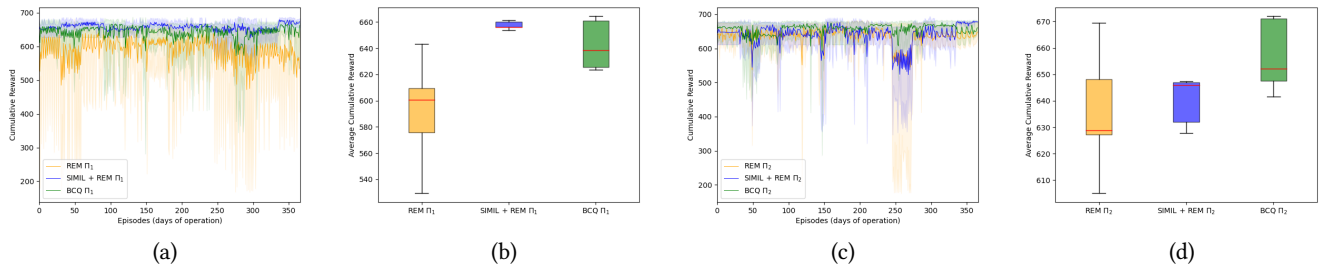 700
600
500
400
300
200
Cumulative Reward
REM Π₁
SIMIL + REM Π₁
BCQ Π₁
0 50 100 150 200 250 300 350
Episodes (days of operation)
(a)
660
640
620
600
580
560
540
Average Cumulative Reward
REM Π₁ SIMIL + REM Π₁ BCQ Π₁
(b)
700
600
500
400
300
200
Cumulative Reward
REM Π₂
SIMIL + REM Π₂
BCQ Π₂
0 50 100 150 200 250 300 350
Episodes (days of operation)
(c)
670
660
650
640
630
610
Average Cumulative Reward
REM Π₂ SIMIL + REM Π₂ BCQ Π₂
(d)